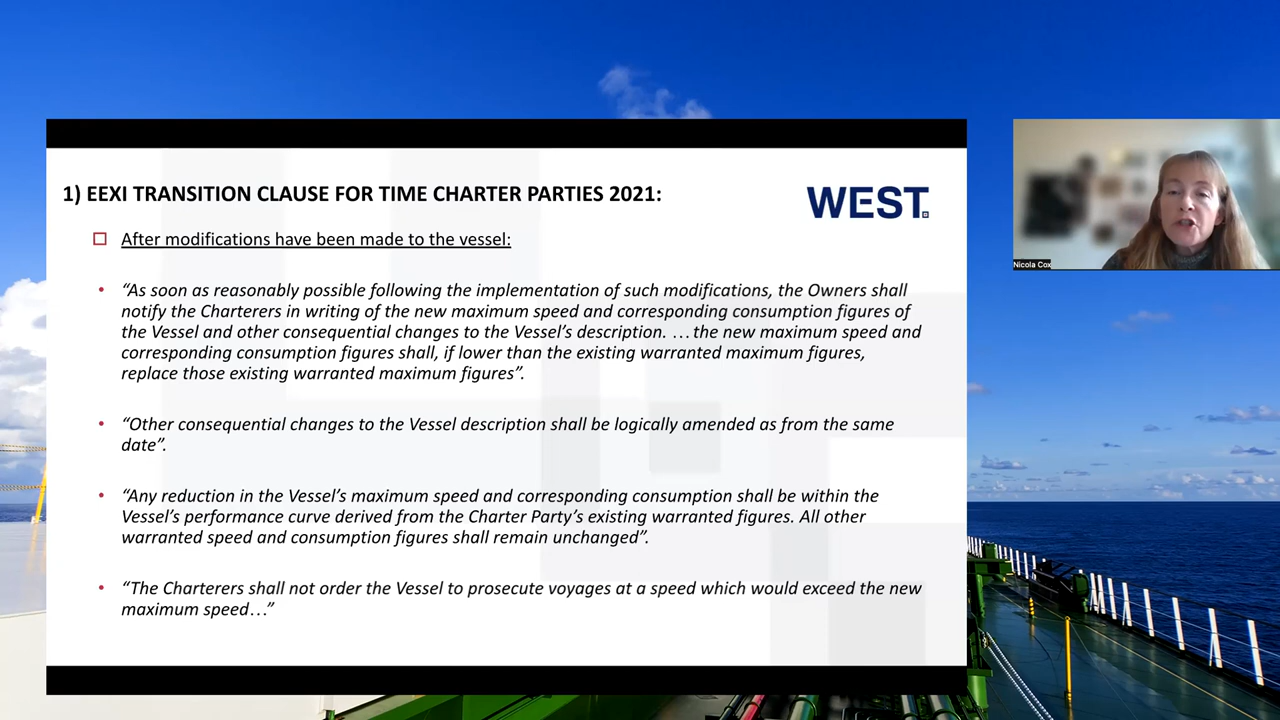 1) EEXI TRANSITION CLAUSE FOR TIME CHARTER PARTIES 2021:
WEST.
After modifications have been made to the vessel:
• “As soon as reasonably possible following the implementation of such modifications, the Owners shall
notify the Charterers in writing of the new maximum speed and corresponding consumption figures of
the Vessel and other consequential changes to the Vessel’s description. …the new maximum speed and
corresponding consumption figures shall, if lower than the existing warranted maximum figures,
replace those existing warranted maximum figures”.
• “Other consequential changes to the Vessel description shall be logically amended as from the same
date”.
• “Any reduction in the Vessel’s maximum speed and corresponding consumption shall be within the
Vessel’s performance curve derived from the Charter Party’s existing warranted figures. All other
warranted speed and consumption figures shall remain unchanged”.
• “The Charterers shall not order the Vessel to prosecute voyages at a speed which would exceed the new
maximum speed…”
Nicola Cox